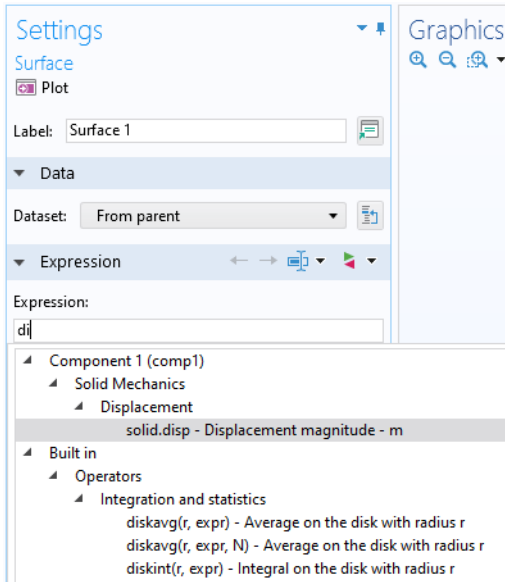 Settings
Surface
Plot
Label: Surface 1
Data
Dataset: From parent
Expression
Expression:
di
Component 1 (comp1)
Solid Mechanics
Displacement
solid.disp - Displacement magnitude - m
Built in
Operators
Integration and statistics
diskavg(r, expr) - Average on the disk with radius r
diskavg(r, expr, N) - Average on the disk with radius r
diskint(r, expr) - Integral on the disk with radius r
Graphics